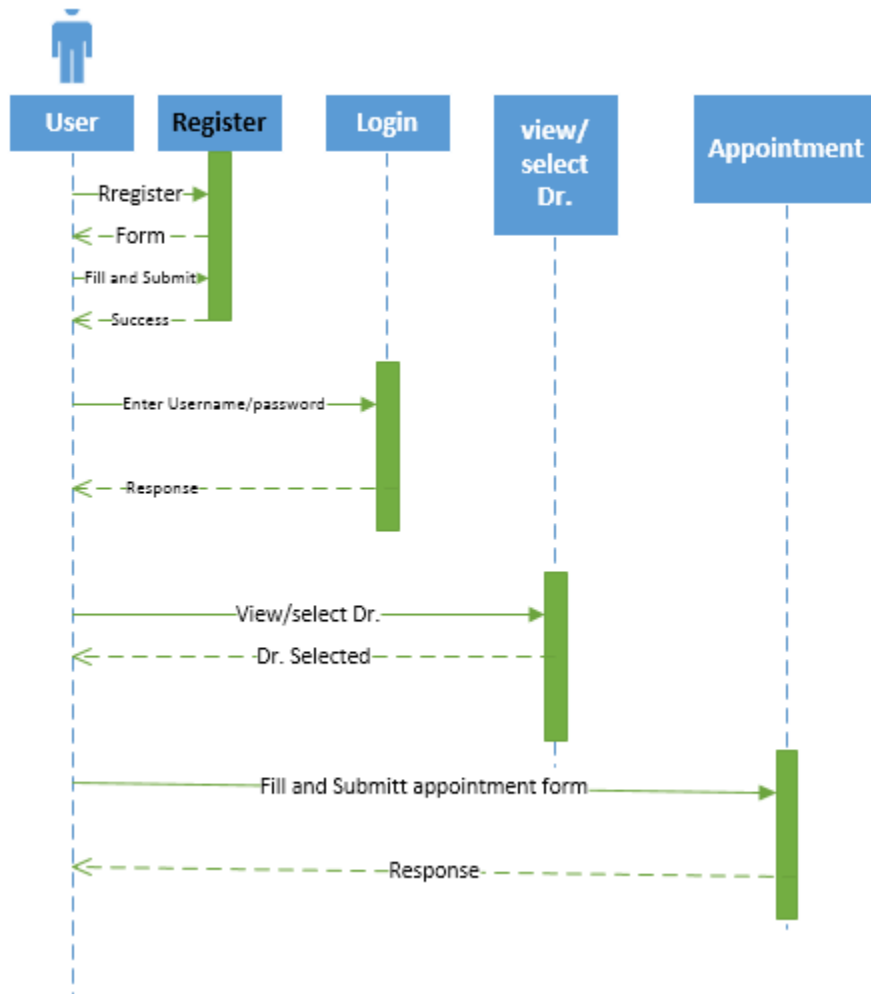 User
Register
Login
view/
select
Dr.
Appointment
Rregister
Form
Fill and Submit
Success
Enter Username/password
Response
View/select Dr.
Dr. Selected
Fill and Submitt appointment form
Response